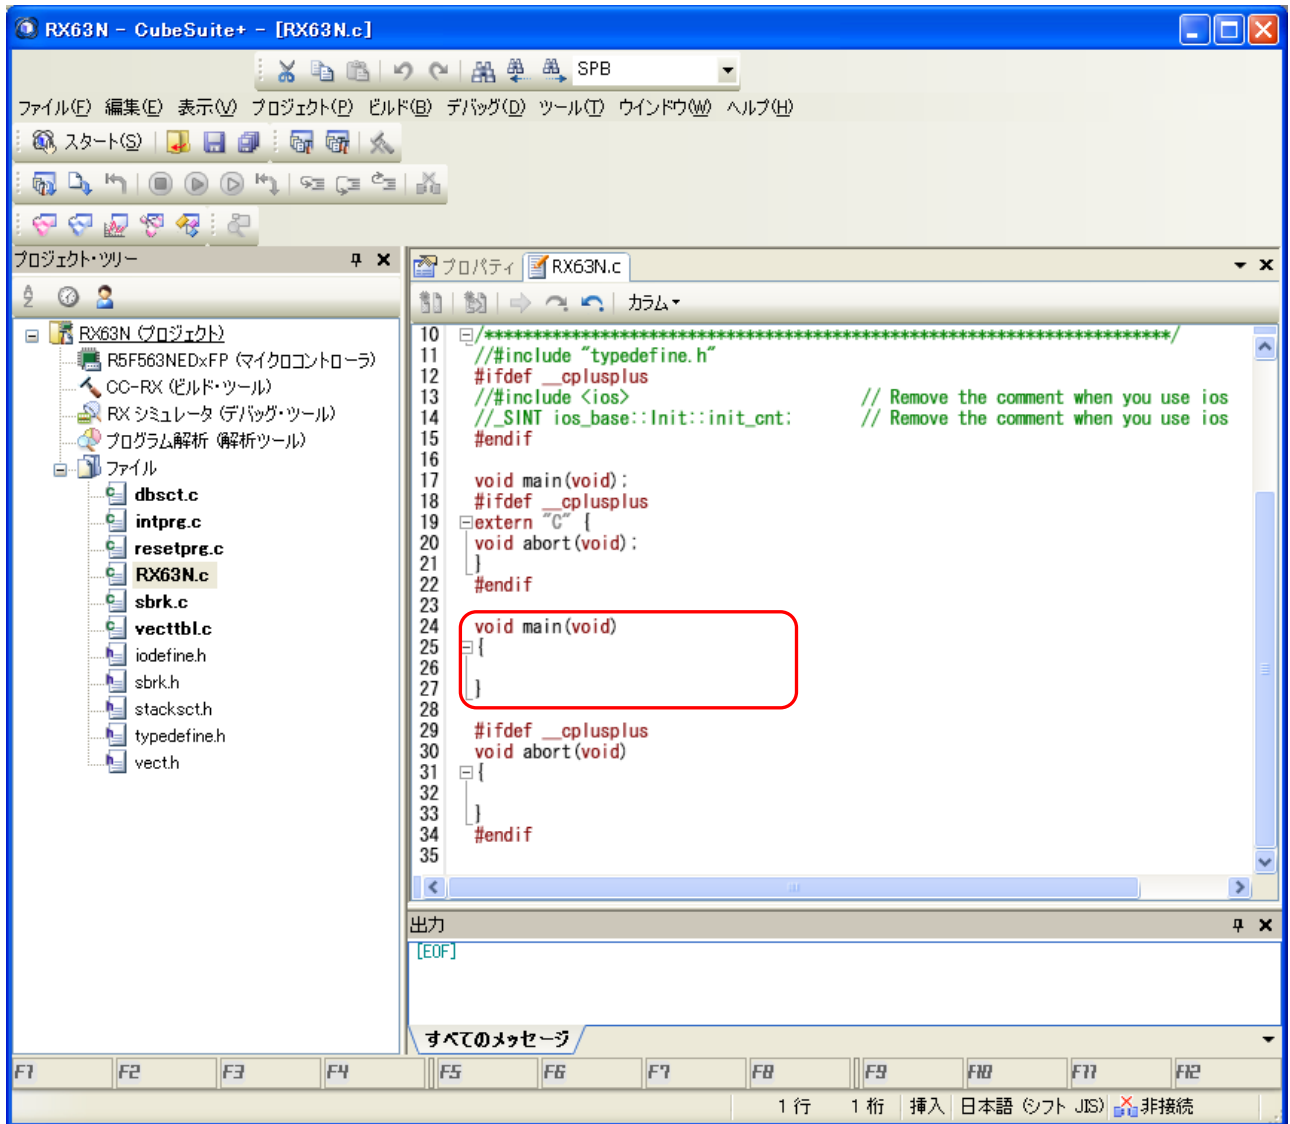 RX63N - CubeSuite+ - [RX63N.c]
SPB
ファイル(F) 編集(E) 表示(V) プロジェクト(P) ビルド(B) デバッグ(D) ツール(T) ウインドウ(W) ヘルプ(H)
スタート(S)
プロジェクト・ツリー
RX63N (プロジェクト)
R5F563NEDxFP (マイクロコントローラ)
CC-RX (ビルド・ツール)
RX シミュレータ (デバッグ・ツール)
プログラム解析 (解析ツール)
ファイル
dbsct.c
intprg.c
resetprg.c
RX63N.c
sbrk.c
vecttbl.c
iodefine.h
sbrk.h
stacksct.h
typedefine.h
vect.h
プロパティ RX63N.c
カラム
10 /***********************************************************************/
11 //#include "typedefine.h"
12 #ifdef __cplusplus
13 //#include <ios> // Remove the comment when you use ios
14 //_SINT ios_base::Init::init_cnt; // Remove the comment when you use ios
15 #endif
16
17 void main(void);
18 #ifdef __cplusplus
19 extern "C" {
20 void abort(void);
21 }
22 #endif
23
24 void main(void)
25 {
26
27 }
28
29 #ifdef __cplusplus
30 void abort(void)
31 {
32
33 }
34 #endif
35
出力
[EOF]
すべてのメッセージ
F1 F2 F3 F4 F5 F6 F7 F8 F9 F10 F11 F12
1 行 1 桁 挿入 日本語 (シフト JIS) 非接続